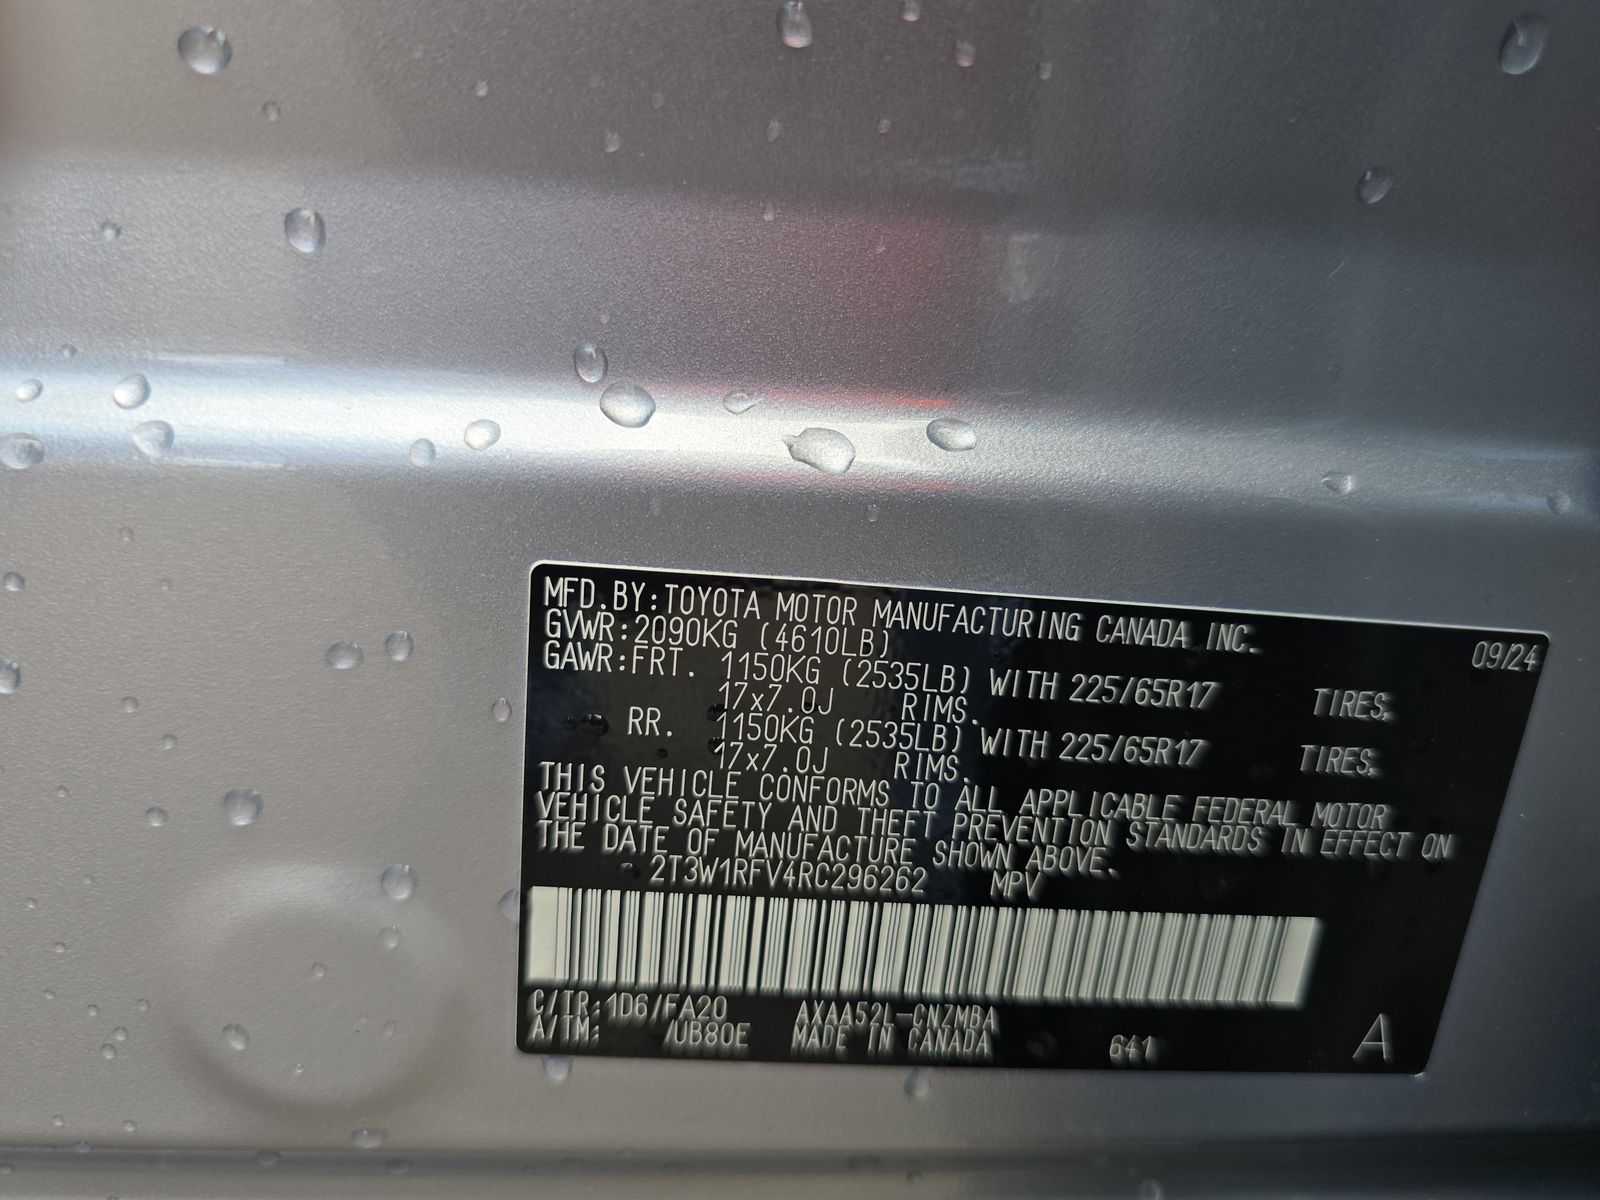 MFD.BY:TOYOTA MOTOR MANUFACTURING CANADA INC. 09/24
GVWR:2090KG (4610LB)
GAWR:FRT. 1150KG (2535LB) WITH 225/65R17 TIRES,
17x7.0J RIMS.
RR. 1150KG (2535LB) WITH 225/65R17 TIRES,
17x7.0J RIMS.
THIS VEHICLE CONFORMS TO ALL APPLICABLE FEDERAL MOTOR
VEHICLE SAFETY AND THEFT PREVENTION STANDARDS IN EFFECT ON
THE DATE OF MANUFACTURE SHOWN ABOVE.
2T3W1RFV4RC296262 MPV
C/TR:1D6/FA20 AXAA52L-CNZMBA
A/TM: /UB80E MADE IN CANADA 641 A